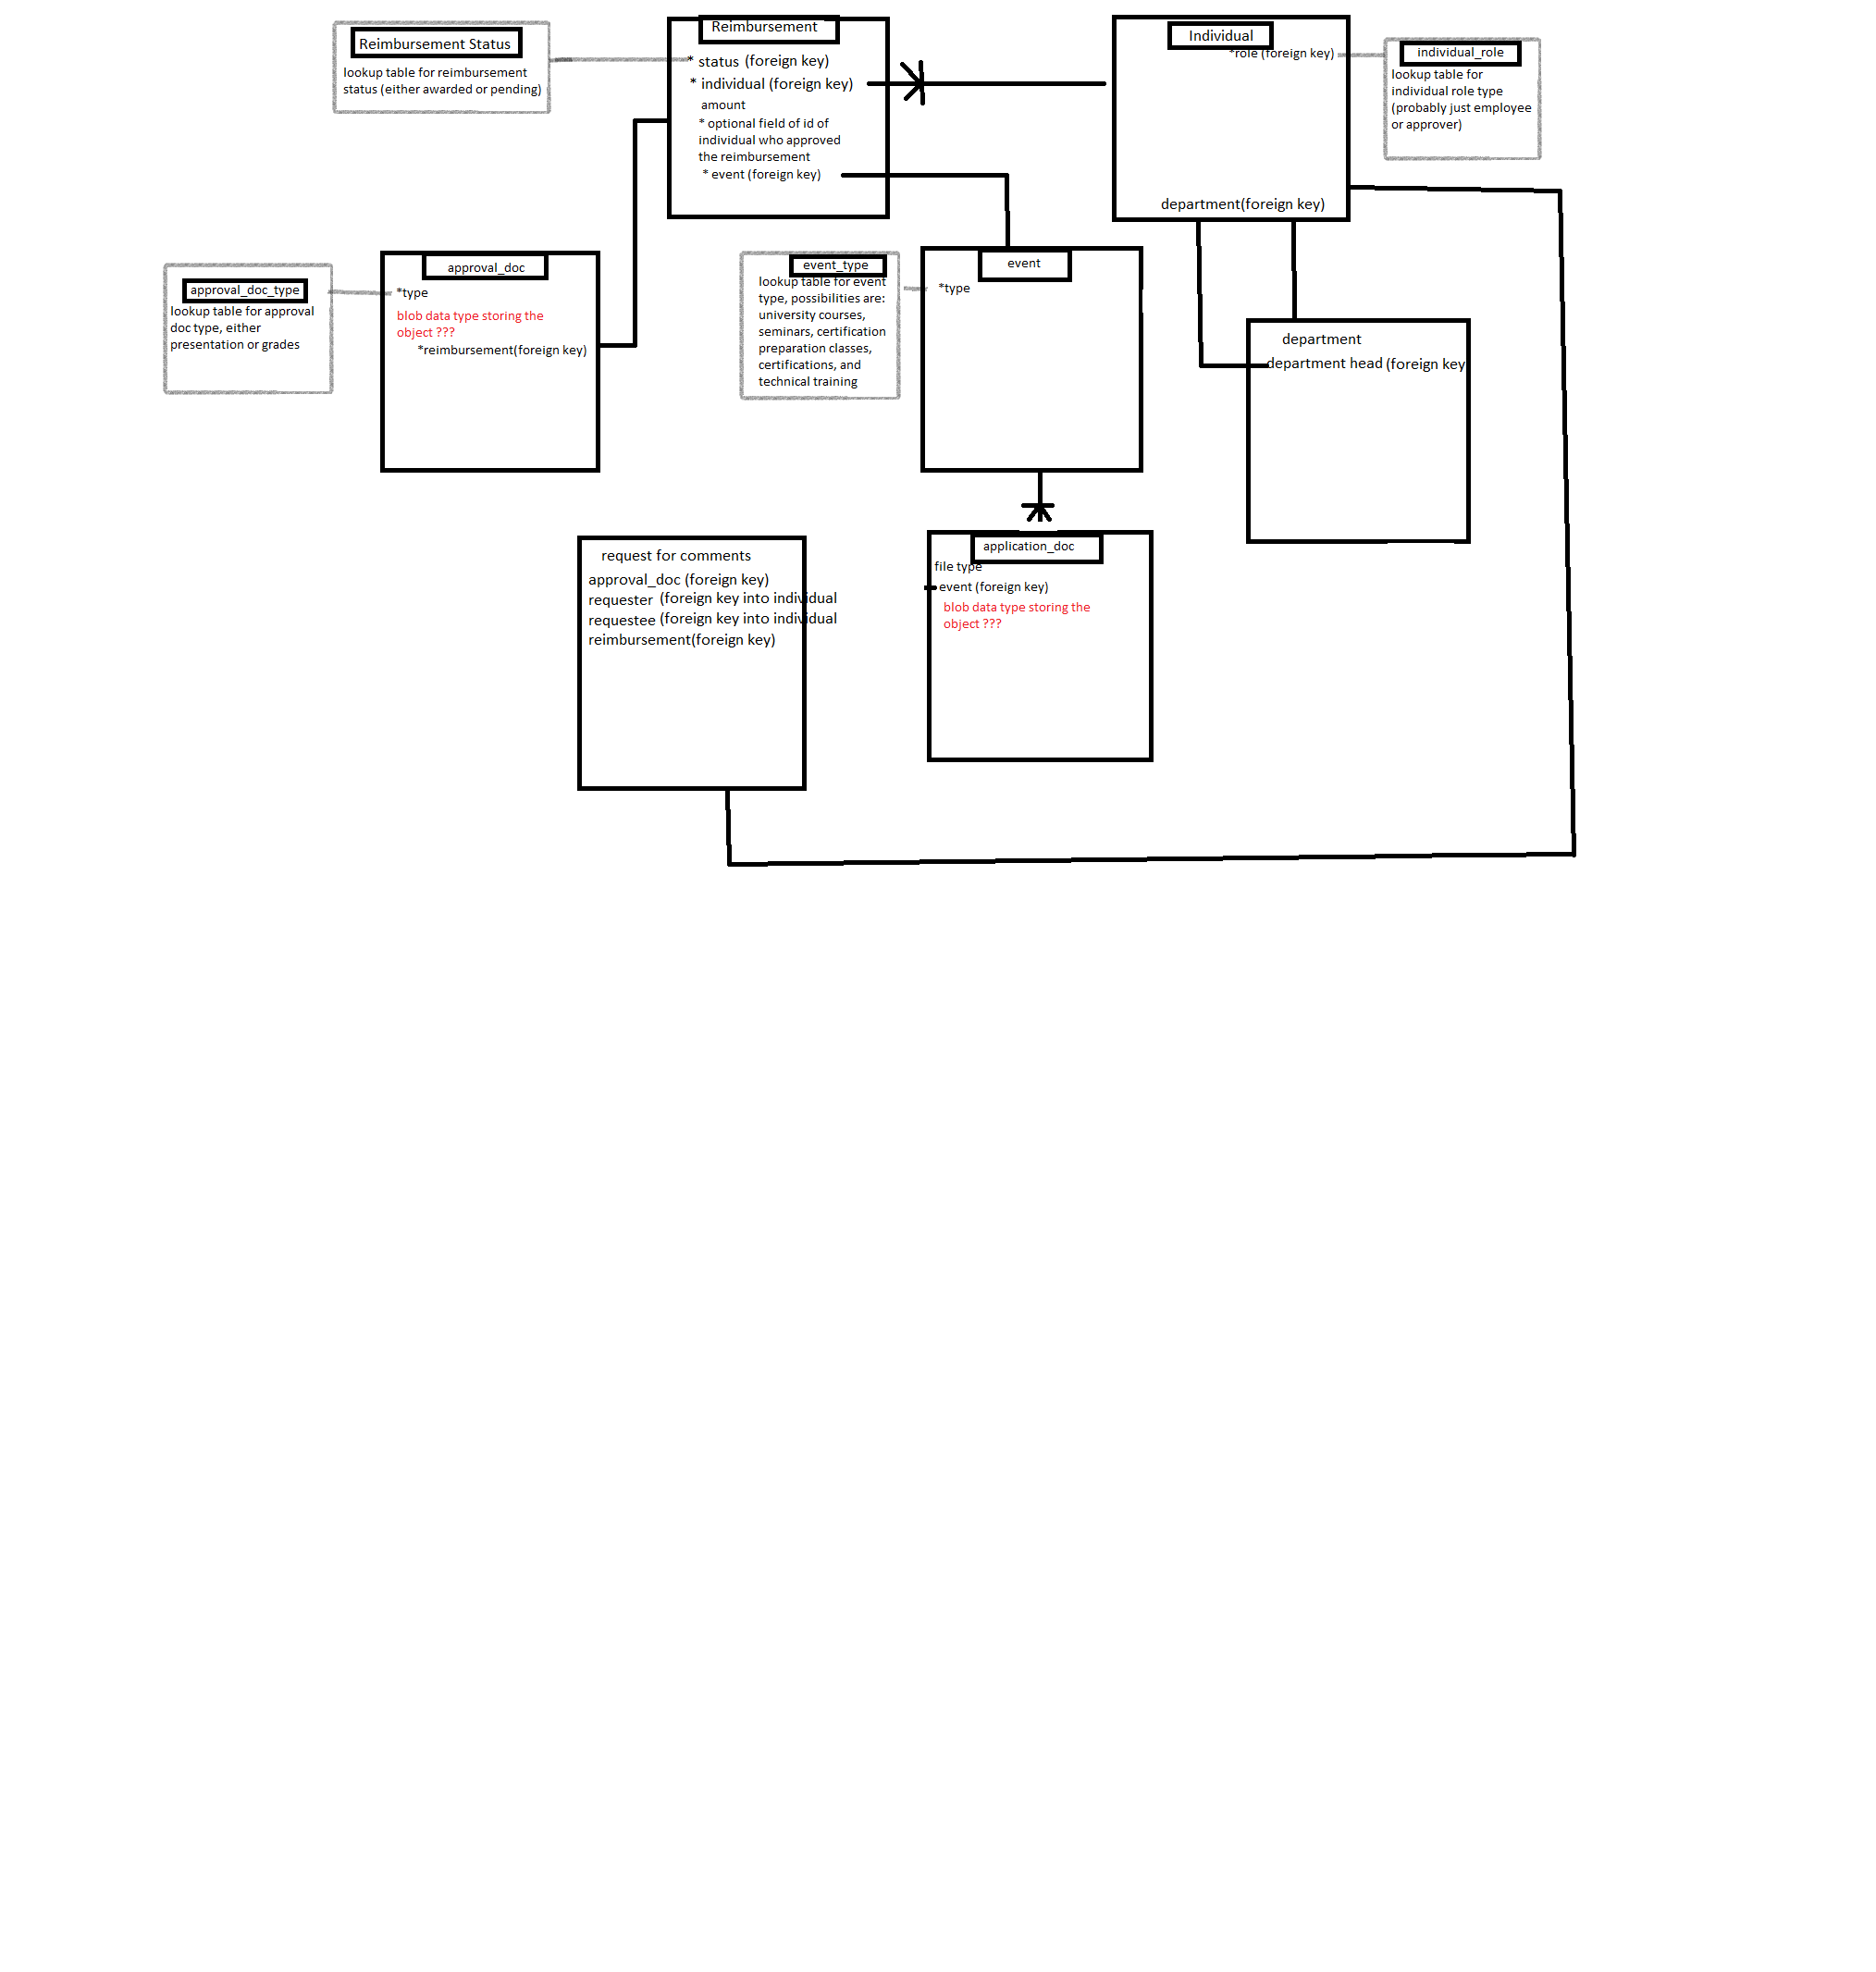 Reimbursement Status
lookup table for reimbursement
status (either awarded or pending)
Reimbursement
* status (foreign key)
* individual (foreign key)
amount
* optional field of id of
individual who approved
the reimbursement
* event (foreign key)
Individual
*role (foreign key)
department(foreign key)
individual_role
lookup table for
individual role type
(probably just employee
or approver)
approval_doc_type
lookup table for approval
doc type, either
presentation or grades
approval_doc
*type
blob data type storing the
object ???
*reimbursement(foreign key)
event_type
lookup table for event
type, possibilities are:
university courses,
seminars, certification
preparation classes,
certifications, and
technical training
event
*type
department
department head (foreign key
request for comments
approval_doc (foreign key)
requester (foreign key into individual
requestee (foreign key into individual
reimbursement(foreign key)
application_doc
file type
event (foreign key)
blob data type storing the
object ???